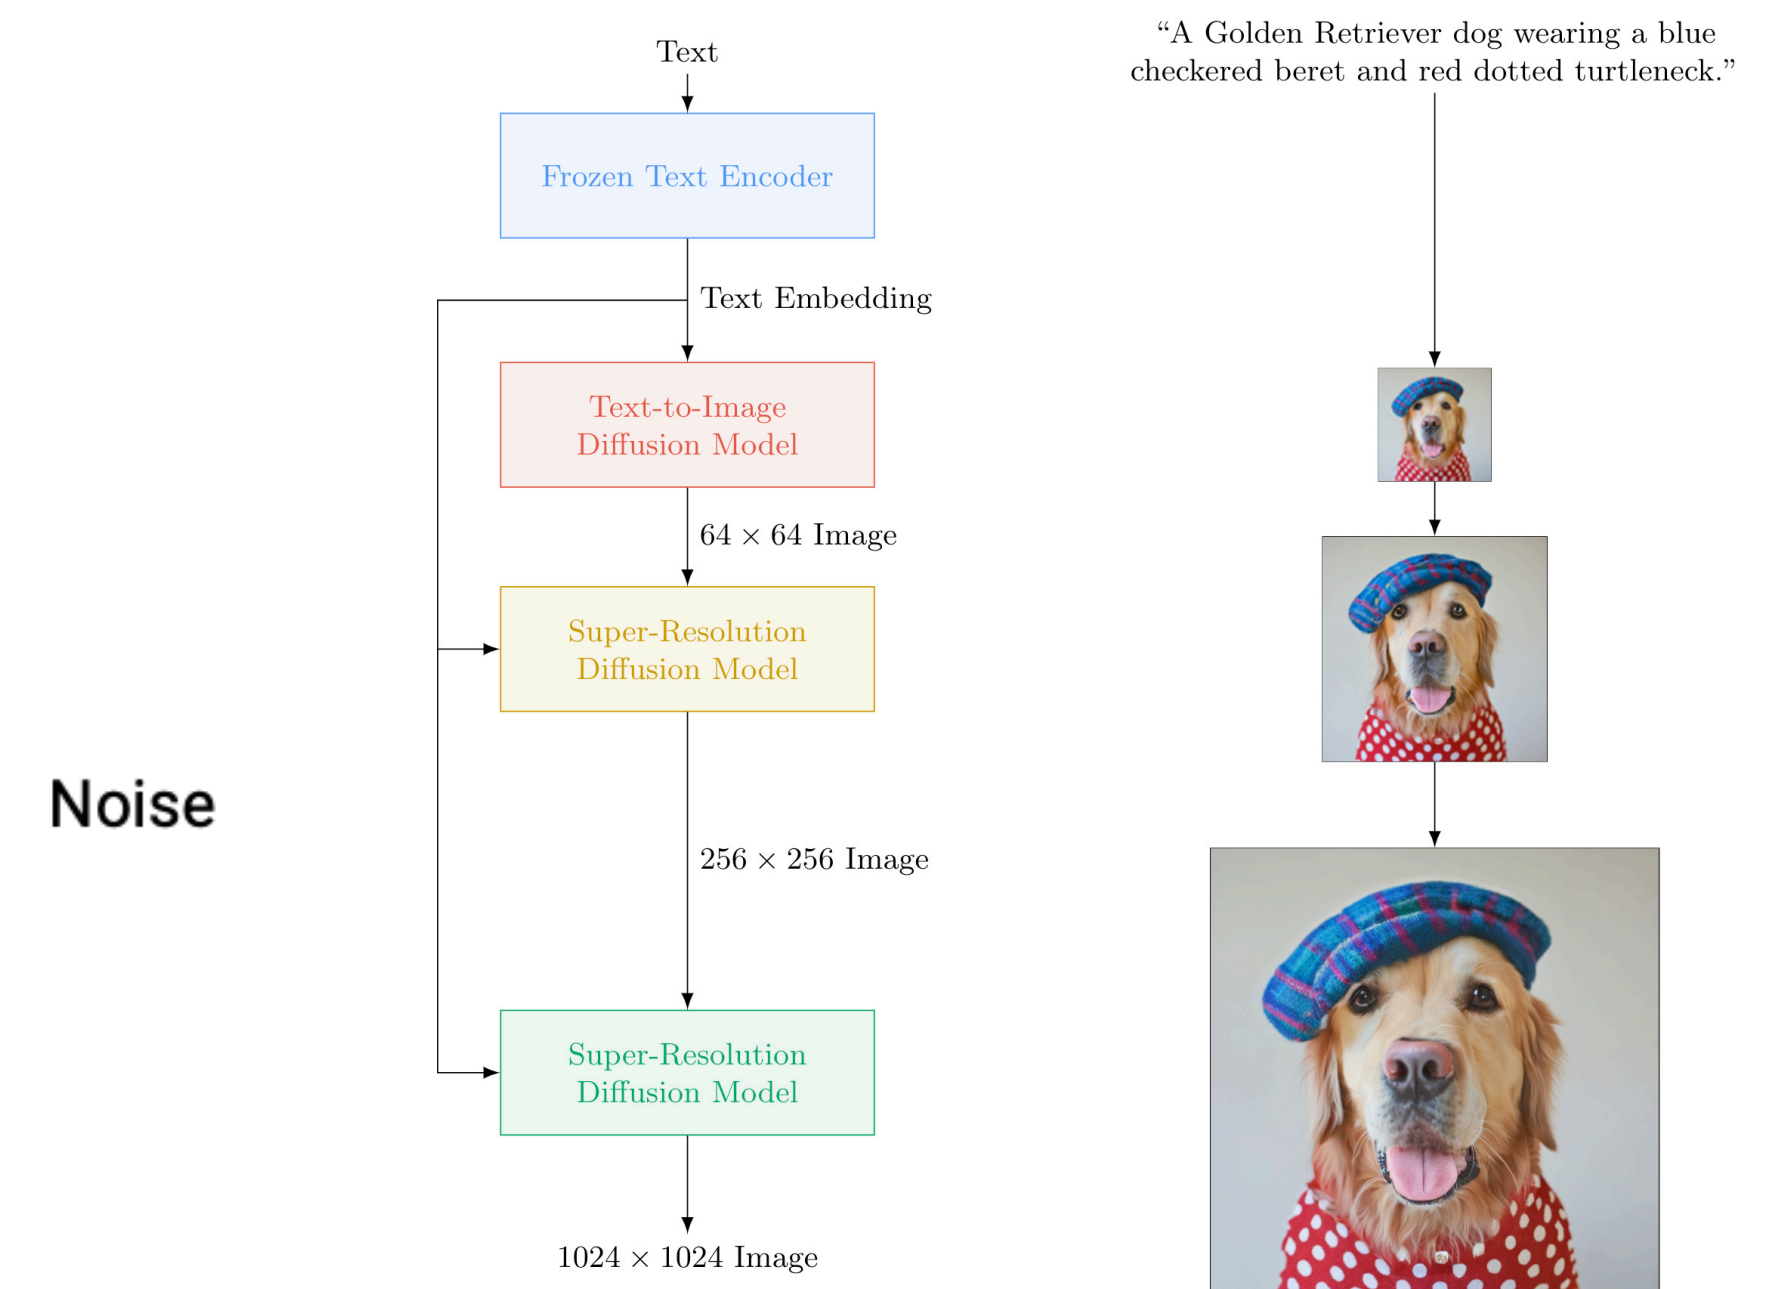 Text
Frozen Text Encoder
Text Embedding
Text-to-Image
Diffusion Model
64 × 64 Image
Super-Resolution
Diffusion Model
Noise
256 × 256 Image
Super-Resolution
Diffusion Model
1024 × 1024 Image
“A Golden Retriever dog wearing a blue
checkered beret and red dotted turtleneck.”